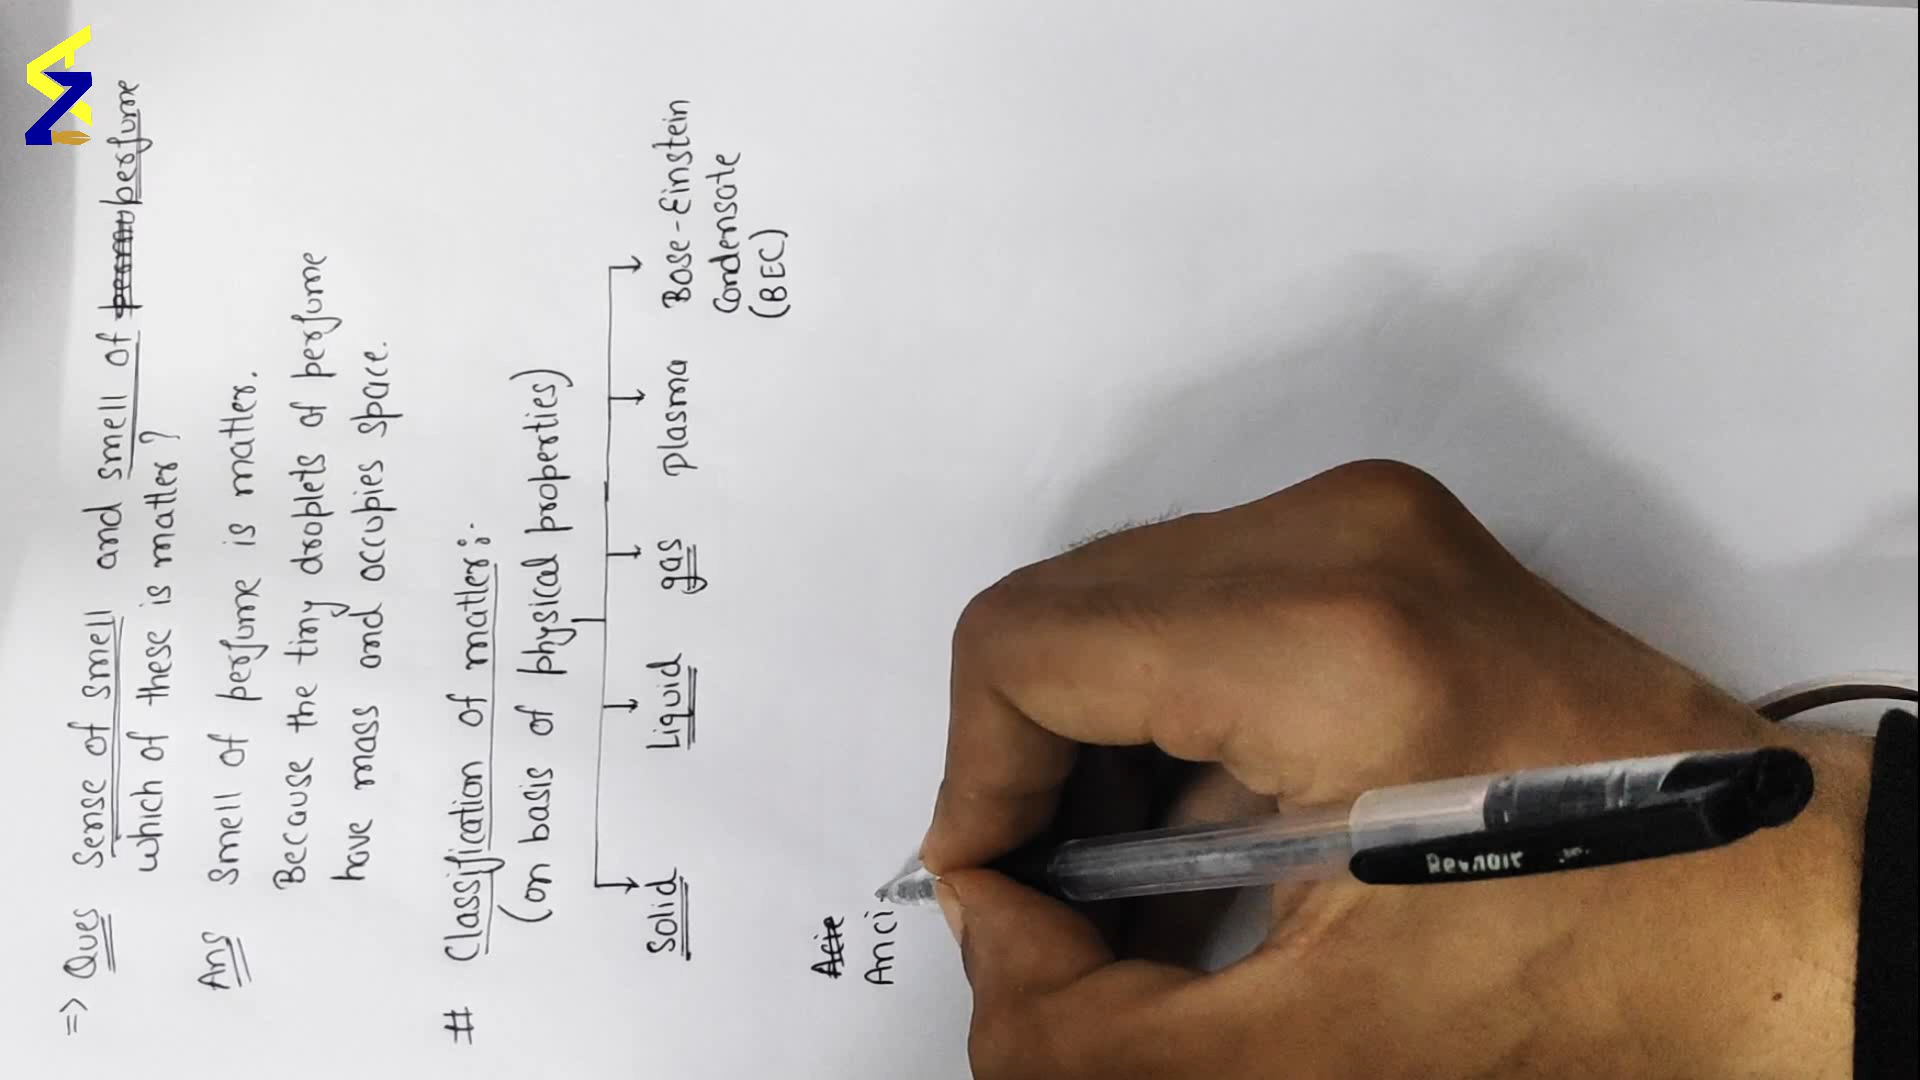 => Ques Sense of smell and smell of perfume
which of these is matter?
Ans Smell of perfume is matter.
Because the tiny droplets of perfume
have mass and occupies space.
# Classification of matter:
(on basis of physical properties)
Solid Liquid gas plasma Bose-Einstein
Condensate
(BEC)
Anci